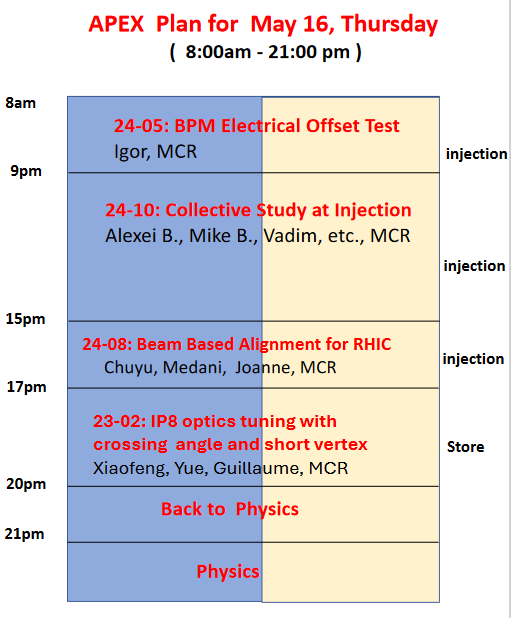 APEX Plan for May 16, Thursday
( 8:00am - 21:00 pm )
8am
24-05: BPM Electrical Offset Test
Igor, MCR
injection
9pm
24-10: Collective Study at Injection
Alexei B., Mike B., Vadim, etc., MCR
injection
15pm
24-08: Beam Based Alignment for RHIC
Chuyu, Medani, Joanne, MCR
injection
17pm
23-02: IP8 optics tuning with
crossing angle and short vertex
Xiaofeng, Yue, Guillaume, MCR
Store
20pm
Back to Physics
21pm
Physics